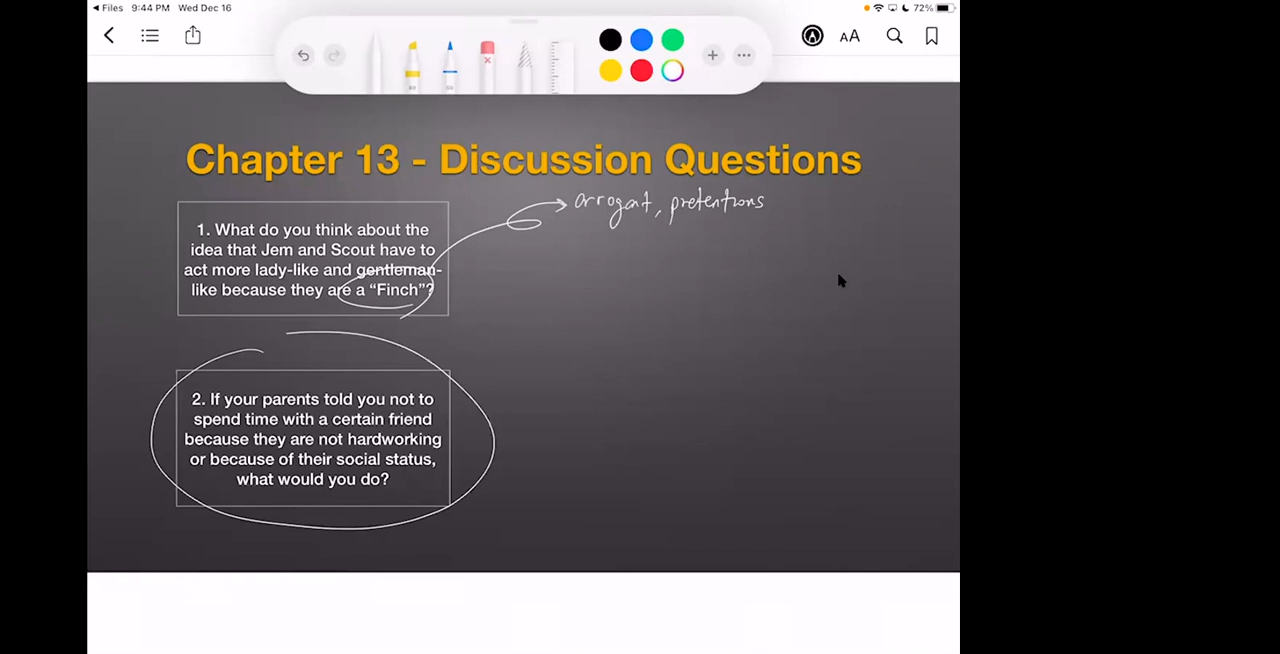 Files 9:44 PM Wed Dec 16 72%
AA
Chapter 13 - Discussion Questions
arrogant, pretentions
1. What do you think about the
idea that Jem and Scout have to
act more lady-like and gentleman-
like because they are a “Finch”?
2. If your parents told you not to
spend time with a certain friend
because they are not hardworking
or because of their social status,
what would you do?